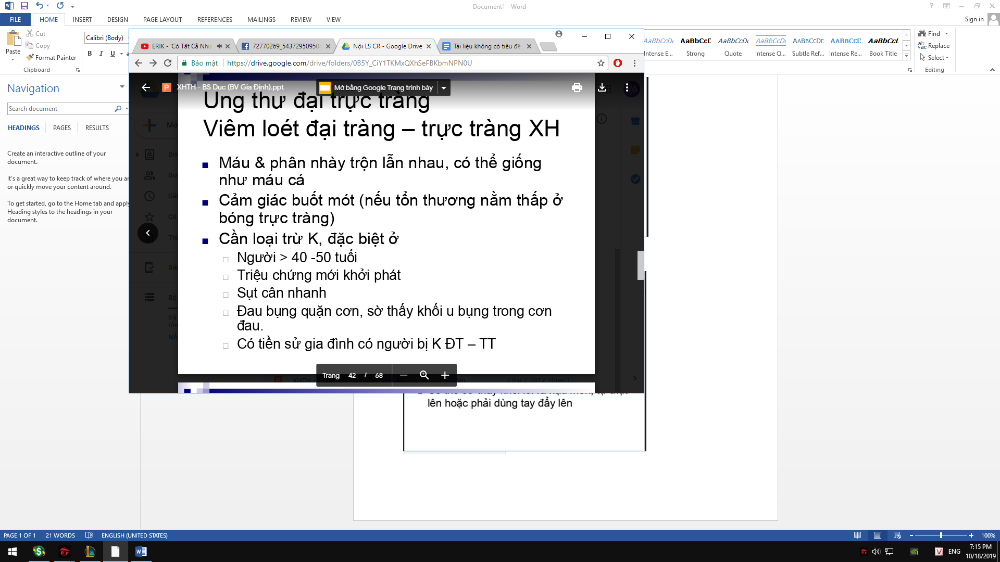 Document1 - Word
Sign in
FILE HOME INSERT DESIGN PAGE LAYOUT REFERENCES MAILINGS REVIEW VIEW
Paste
Cut
Copy
Format Painter
Clipboard
Calibri (Body)
B I U
AaBbCcDc AaBbCcD AaBbCcDc AaBbCcDc AABBCCDD AABBCCD AaBbCcL
Intense E... Strong Quote Intense Q... Subtle Ref... Intense Re... Book Title
Find
Replace
Select
Editing
Navigation
Search document
HEADINGS PAGES RESULTS
Create an interactive outline of your
document.
It's a great way to keep track of where you ar
or quickly move your content around.
To get started, go to the Home tab and apply
Heading styles to the headings in your
document.
ERIK - 'Có Tất Cả Như
72770269_5437295095
Nội LS CR - Google Drive
Tài liệu không có tiêu đề
Bảo mật
https://drive.google.com/drive/folders/0B5Y_CiY1TKMxQXhSeFBKbmNPN0U
XHTH - BS Duc (BV Gia Định).ppt
Mở bằng Google Trang trình bày
Ung thư đại trực tràng
Viêm loét đại tràng – trực tràng XH
Máu & phân nhày trộn lẫn nhau, có thể giống
như máu cá
Cảm giác buốt mót (nếu tổn thương nằm thấp ở
bóng trực tràng)
Cần loại trừ K, đặc biệt ở
Người > 40 -50 tuổi
Triệu chứng mới khởi phát
Sụt cân nhanh
Đau bụng quặn cơn, sờ thấy khối u bụng trong cơn
đau.
Có tiền sử gia đình có người bị K ĐT – TT
Trang 42 / 68
lên hoặc phải dùng tay đẩy lên
PAGE 1 OF 1 21 WORDS ENGLISH (UNITED STATES)
100%
ENG
7:15 PM
10/18/2019